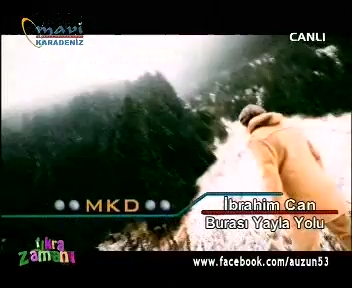 mavi
KARADENİZ
CANLI
MKD
İbrahim Can
Burası Yayla Yolu
fıkra
zamanı
www.facebook.com/auzun53